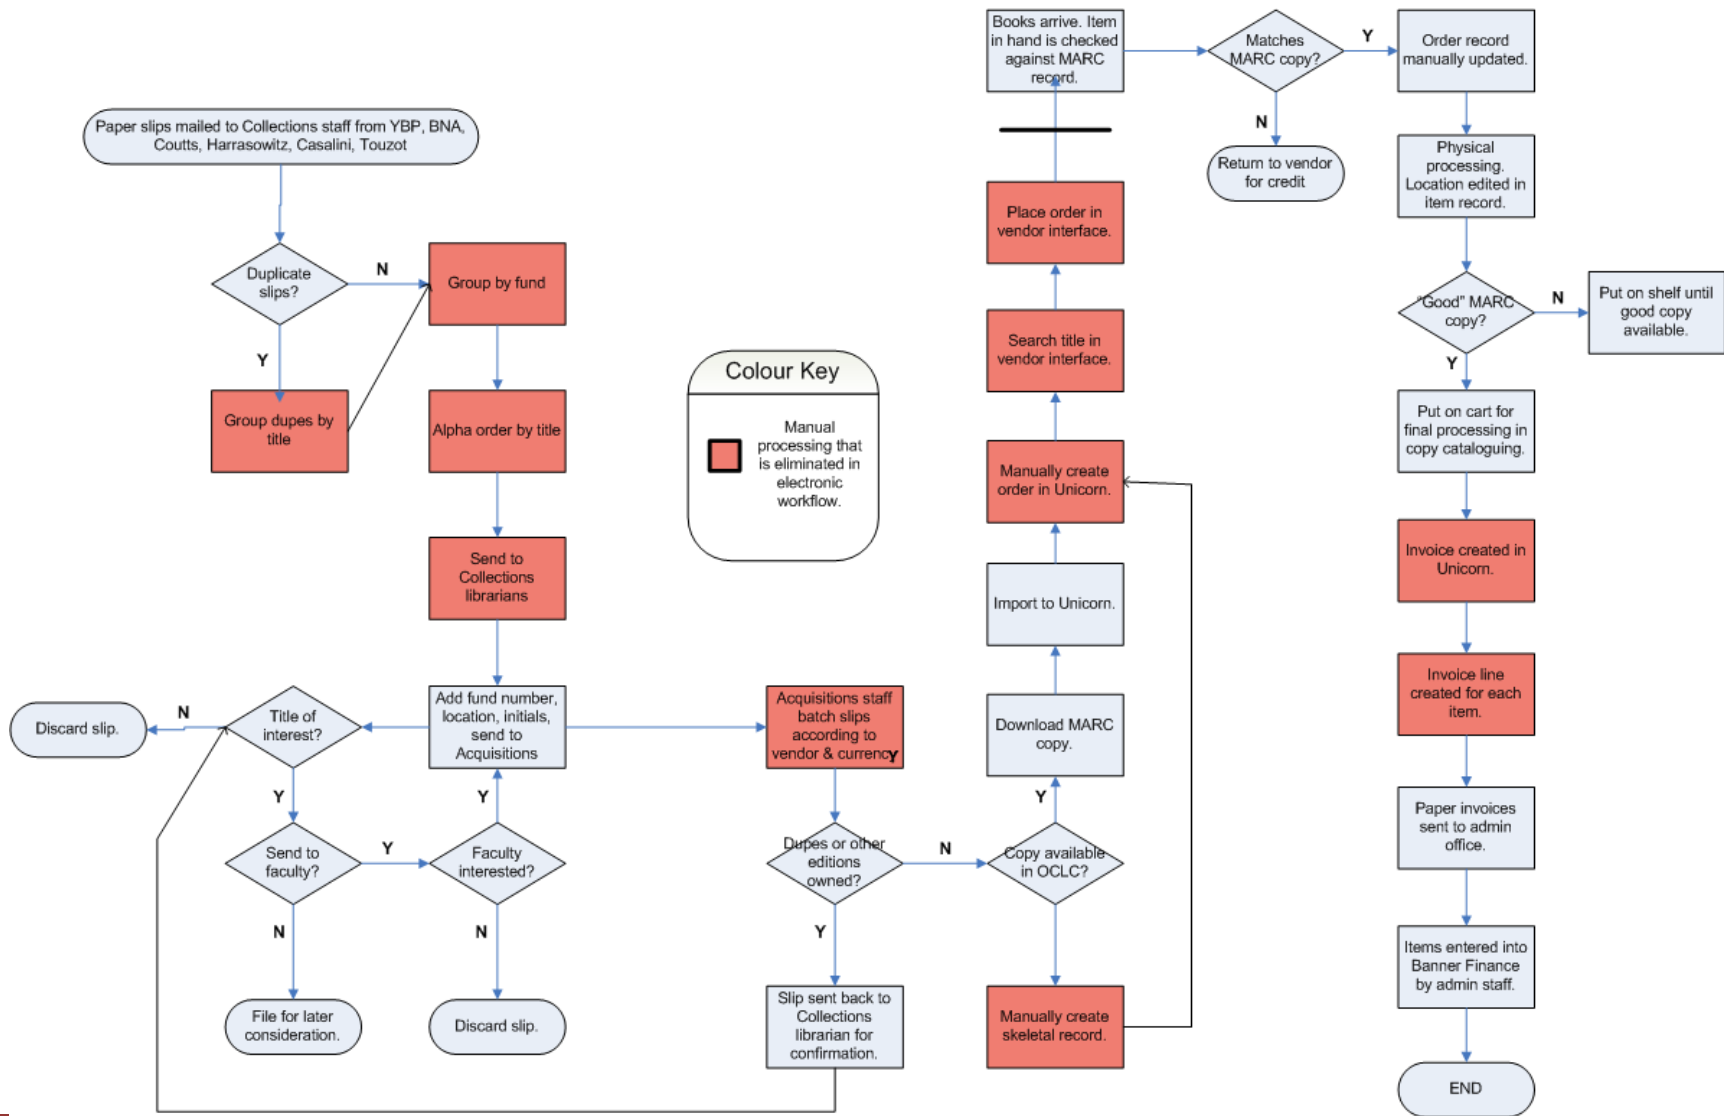 Paper slips mailed to Collections staff from YBP, BNA,
Coutts, Harrasowitz, Casalini, Touzot
Duplicate
slips?
N
Y
Group dupes by
title
Group by fund
Alpha order by title
Send to
Collections
librarians
Add fund number,
location, initials,
send to
Acquisitions
Title of
interest?
N
Discard slip.
Y
Send to
faculty?
Y
N
File for later
consideration.
Faculty
interested?
Y
N
Discard slip.
Colour Key
Manual
processing that
is eliminated in
electronic
workflow.
Acquisitions staff
batch slips
according to
vendor & currency
Y
Dupes or other
editions
owned?
N
Y
Slip sent back to
Collections
librarian for
confirmation.
Copy available
in OCLC?
Y
Manually create
skeletal record.
Download MARC
copy.
Import to Unicorn.
Manually create
order in Unicorn.
Search title in
vendor interface.
Place order in
vendor interface.
Books arrive. Item
in hand is checked
against MARC
record.
Matches
MARC copy?
Y
N
Return to vendor
for credit
Order record
manually updated.
Physical
processing.
Location edited in
item record.
"Good" MARC
copy?
N
Put on shelf until
good copy
available.
Y
Put on cart for
final processing in
copy cataloguing.
Invoice created in
Unicorn.
Invoice line
created for each
item.
Paper invoices
sent to admin
office.
Items entered into
Banner Finance
by admin staff.
END